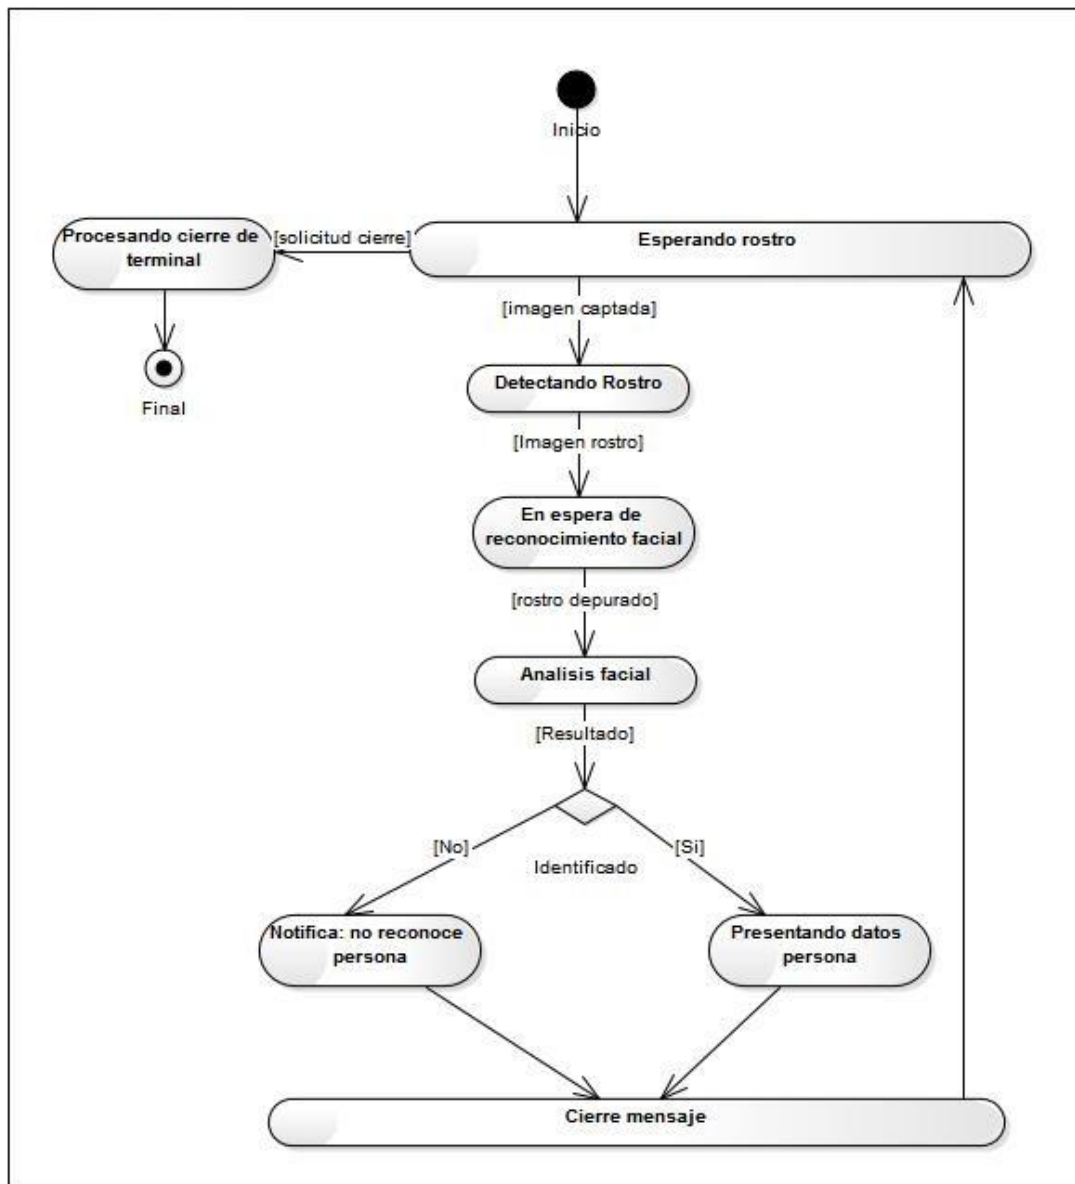 Inicio
Procesando cierre de
terminal
[solicitud cierre]
Esperando rostro
[imagen captada]
Detectando Rostro
Final
[Imagen rostro]
En espera de
reconocimiento facial
[rostro depurado]
Analisis facial
[Resultado]
[No]
[Si]
Identificado
Notifica: no reconoce
persona
Presentando datos
persona
Cierre mensaje